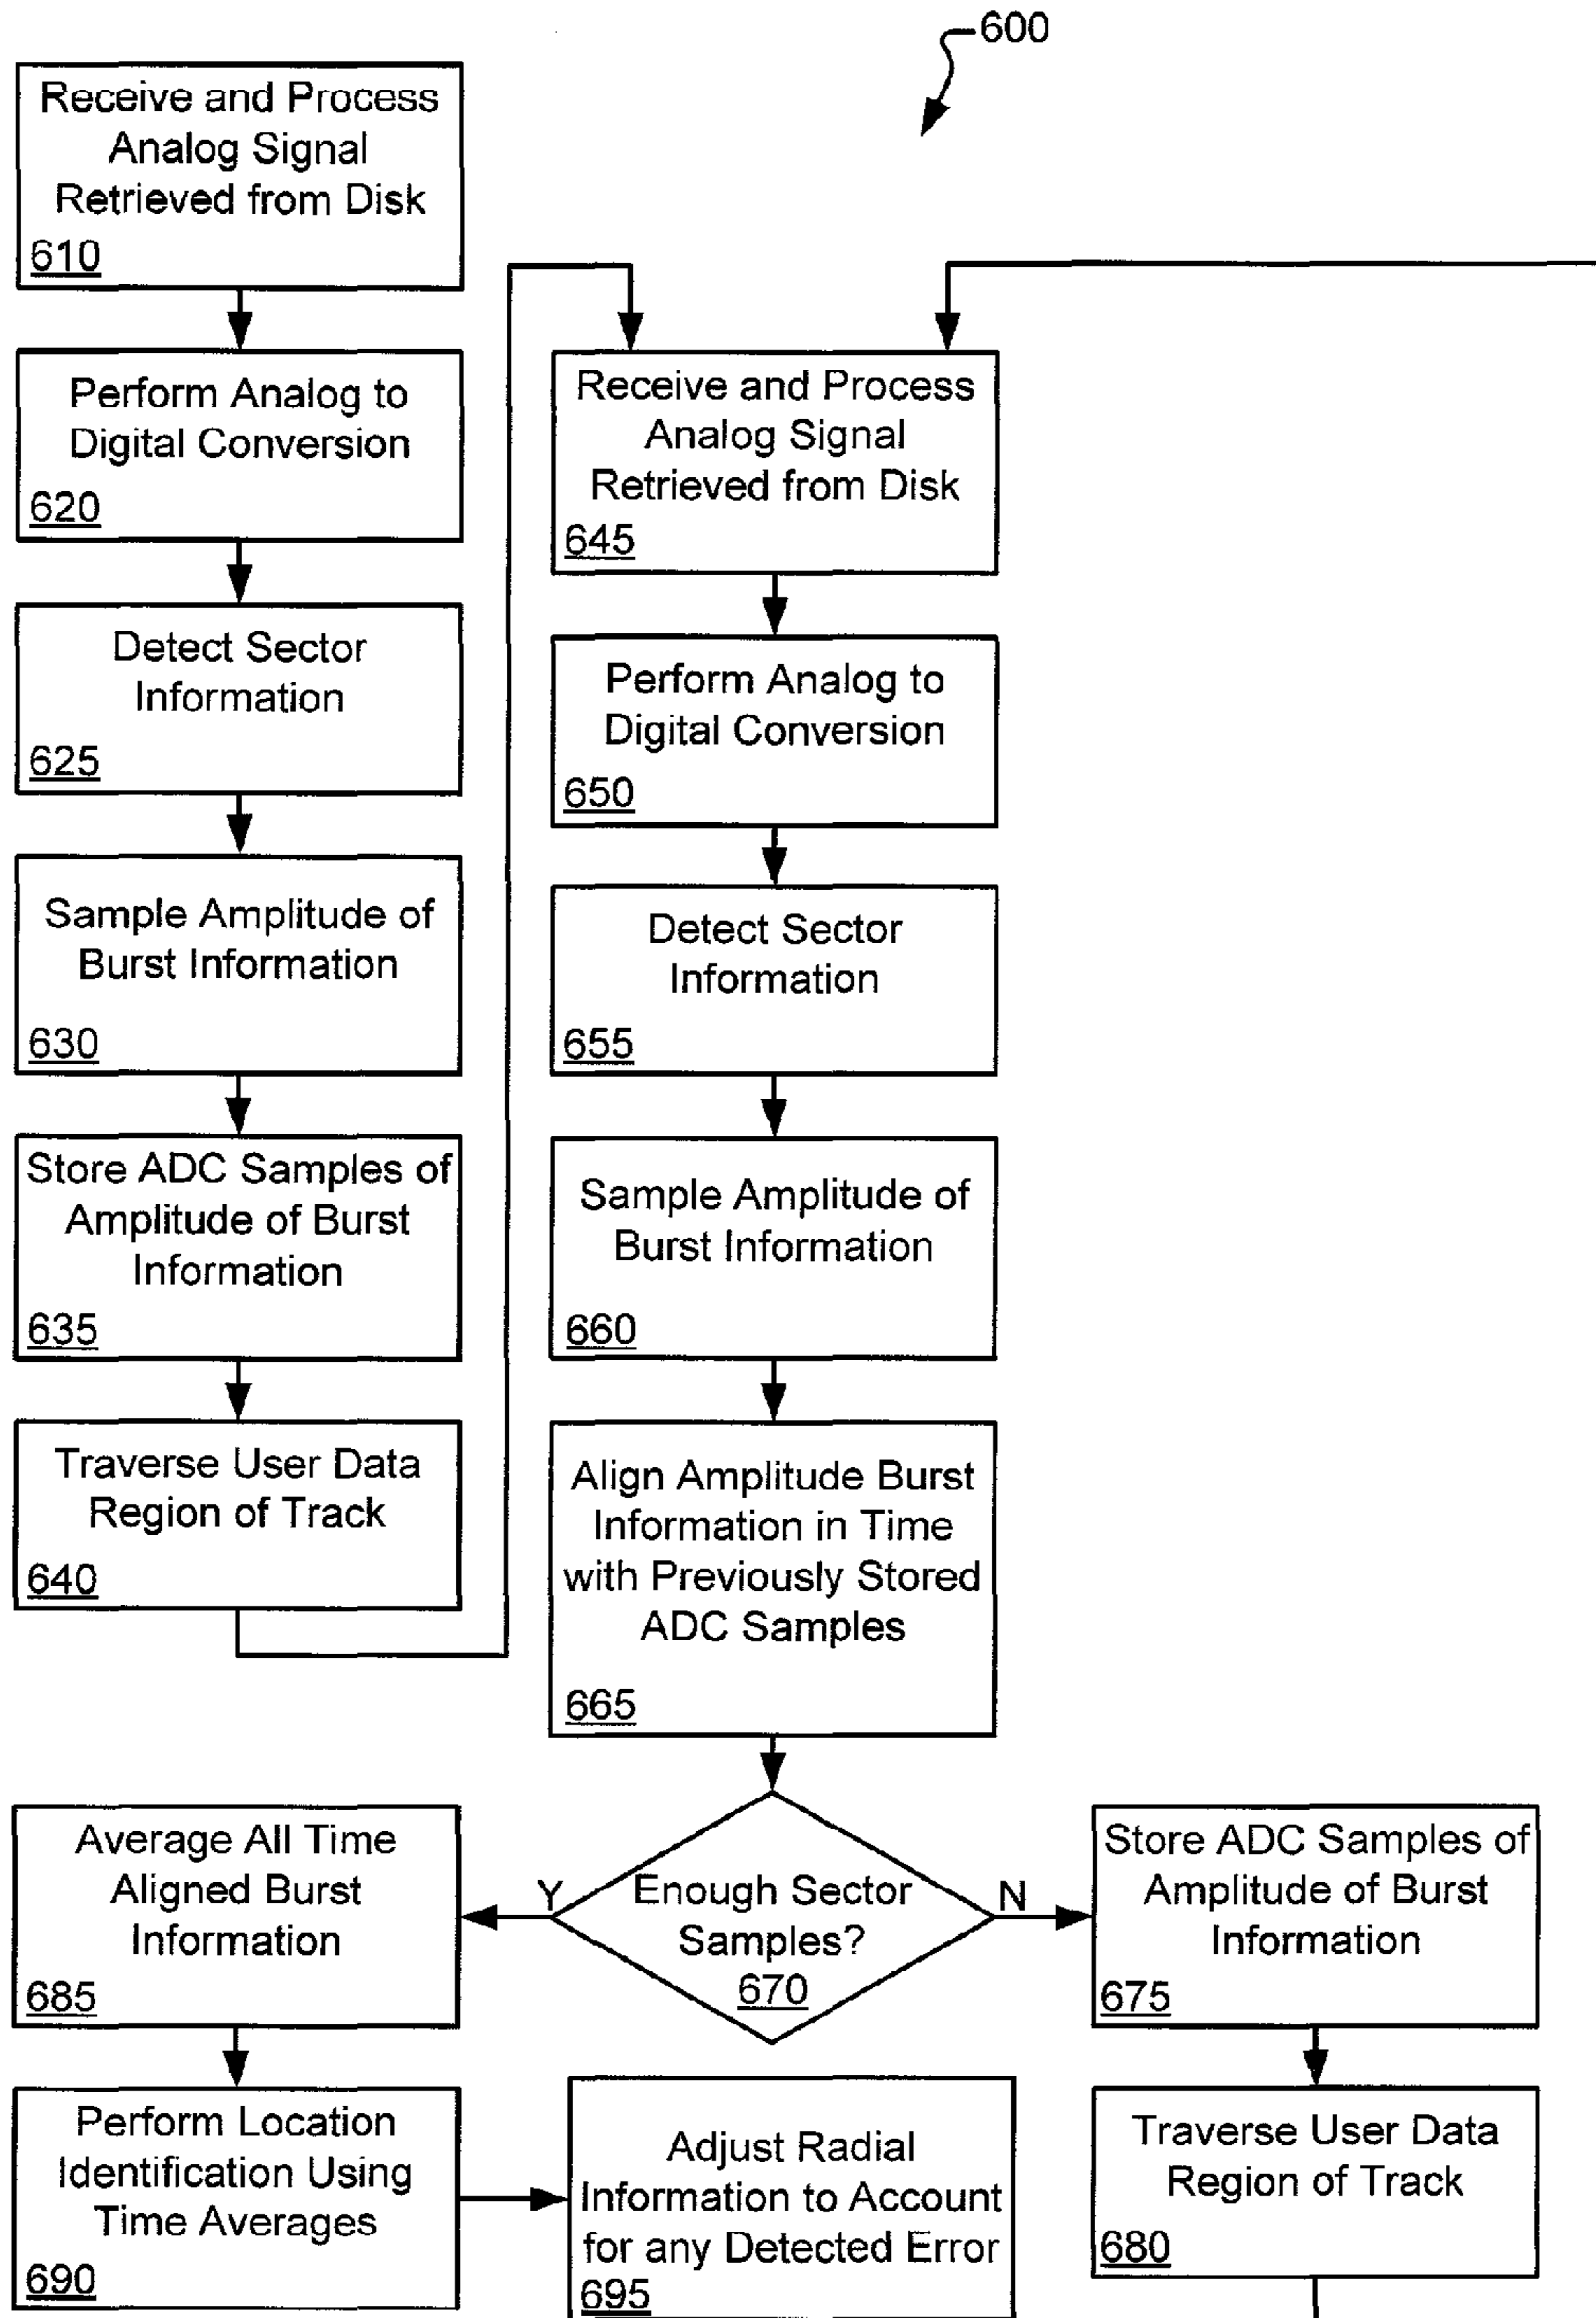 600
Receive and Process
Analog Signal
Retrieved from Disk
610
Perform Analog to
Digital Conversion
620
Detect Sector
Information
625
Sample Amplitude of
Burst Information
630
Store ADC Samples of
Amplitude of Burst
Information
635
Traverse User Data
Region of Track
640
Receive and Process
Analog Signal
Retrieved from Disk
645
Perform Analog to
Digital Conversion
650
Detect Sector
Information
655
Sample Amplitude of
Burst Information
660
Align Amplitude Burst
Information in Time
with Previously Stored
ADC Samples
665
Enough Sector
Samples?
670
Y
N
Store ADC Samples of
Amplitude of Burst
Information
675
Traverse User Data
Region of Track
680
Average All Time
Aligned Burst
Information
685
Perform Location
Identification Using
Time Averages
690
Adjust Radial
Information to Account
for any Detected Error
695